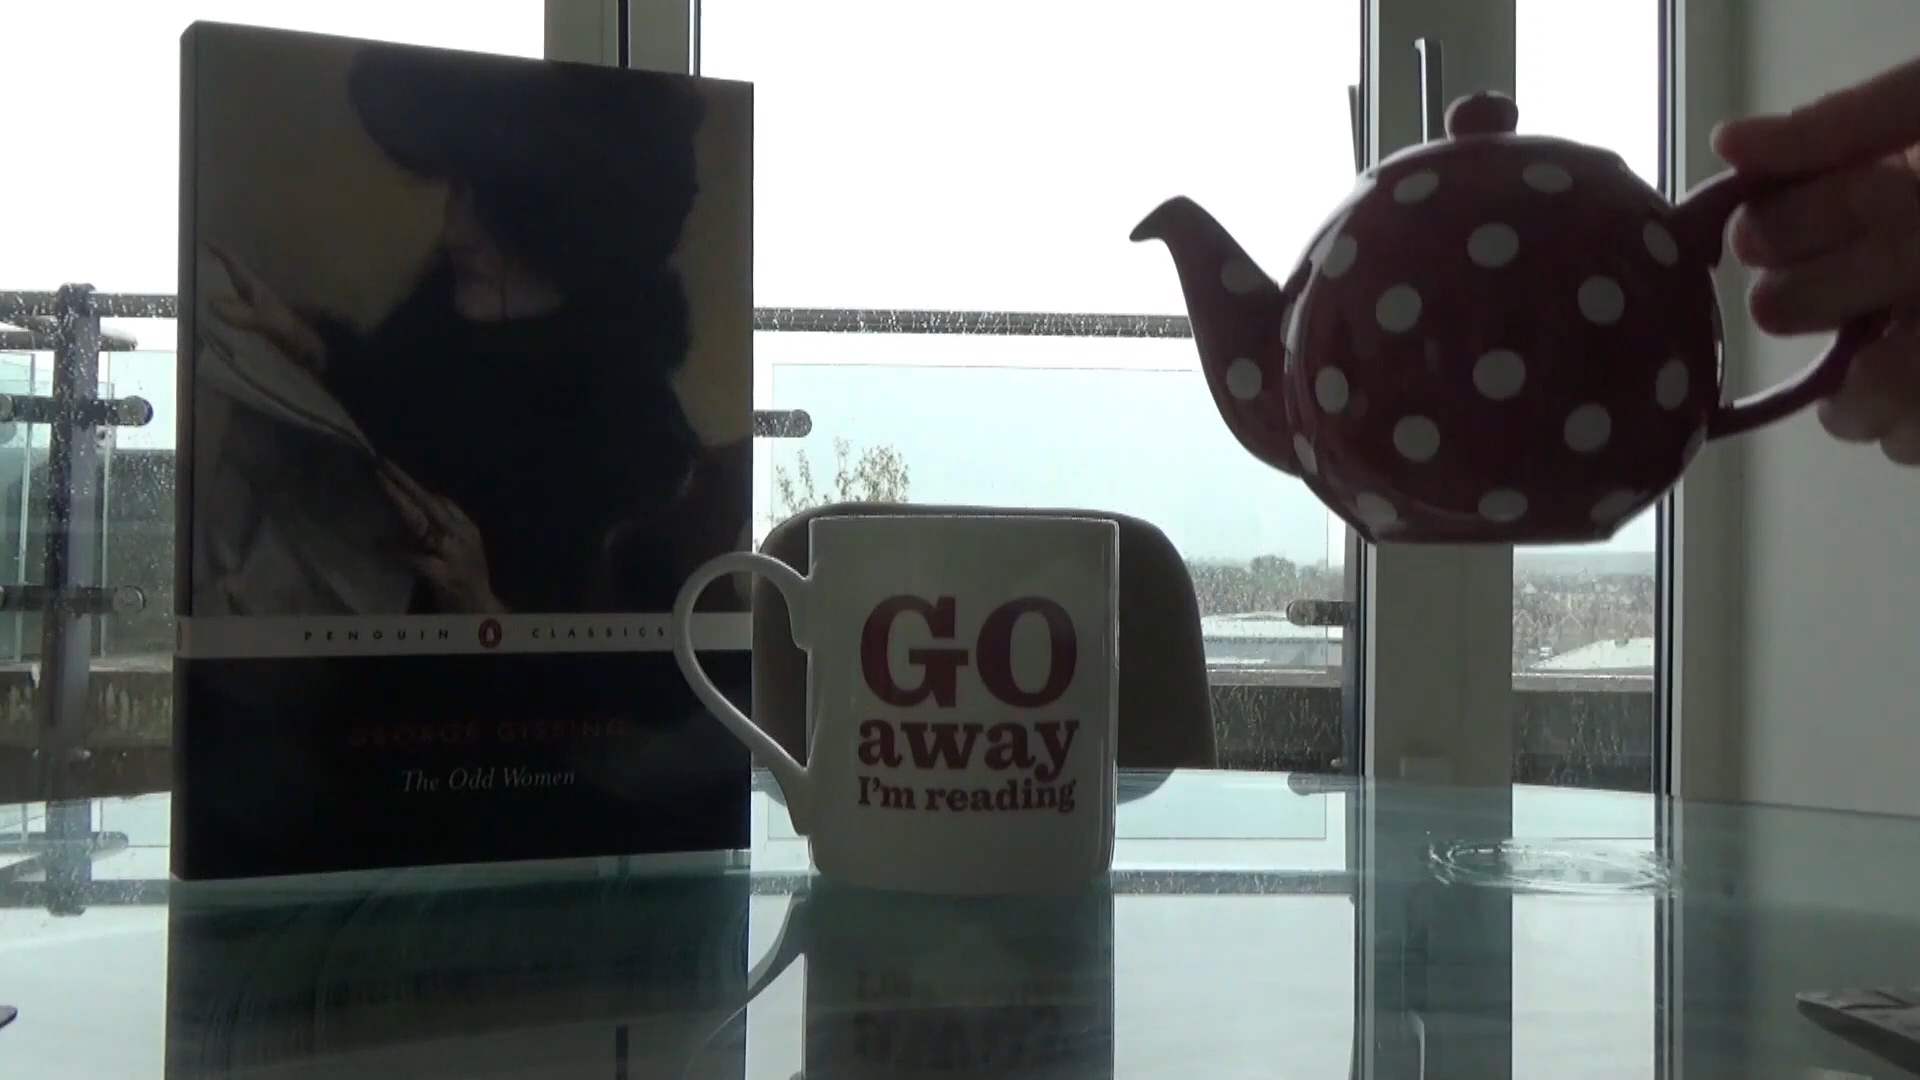 PENGUIN CLASSICS
GEORGE GISSING
The Odd Women
GO
away
I'm reading